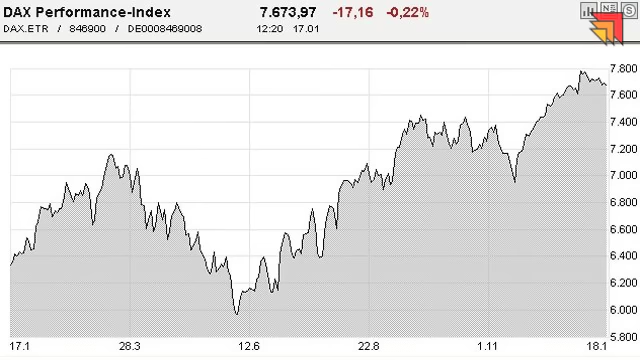 DAX Performance-Index 7.673,97 -17,16 -0,22%
DAX.ETR / 846900 / DE0008469008 12:20 17.01
S
7.800
7.600
7.400
7.200
7.000
6.800
6.600
6.400
6.200
6.000
5.800
17.1 28.3 12.6 22.8 1.11 18.1